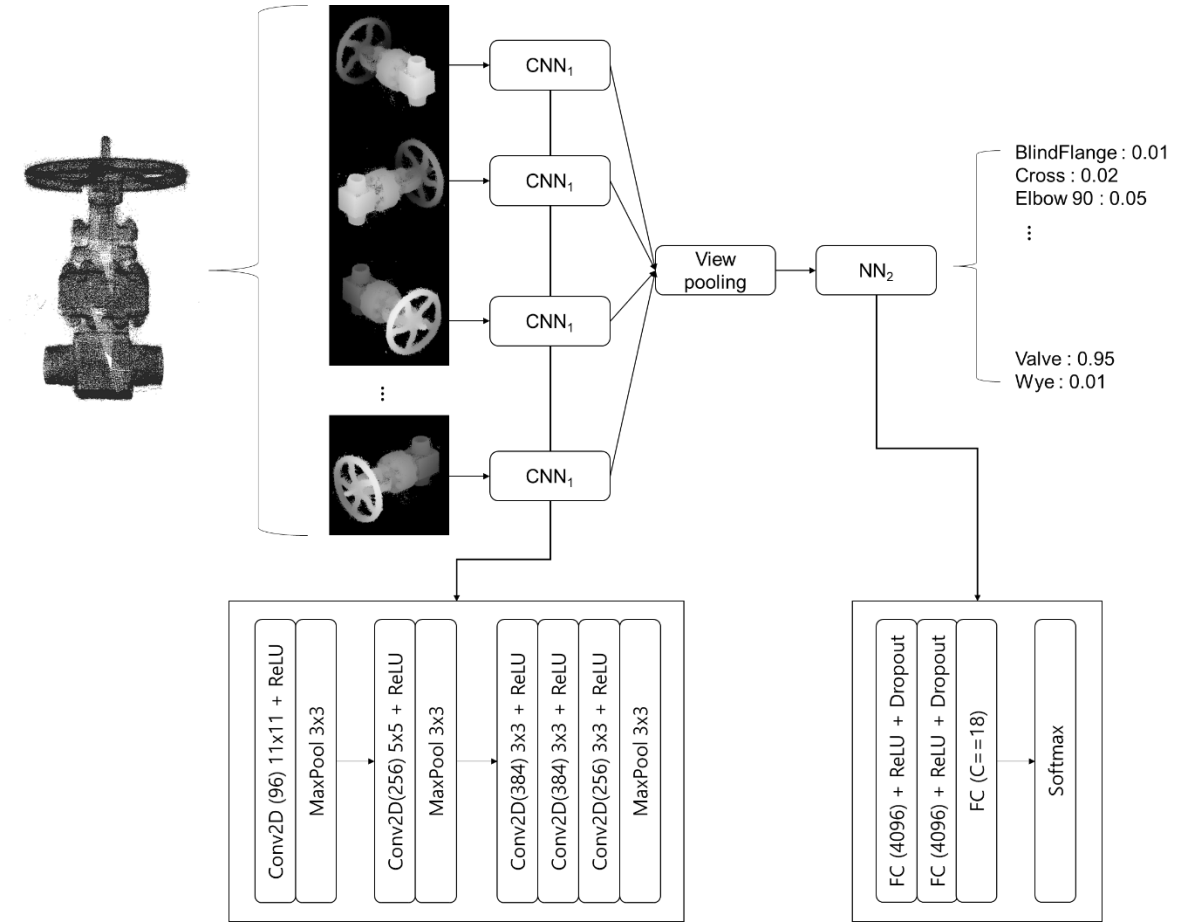 CNN₁
CNN₁
CNN₁
CNN₁
View
pooling
NN₂
BlindFlange : 0.01
Cross : 0.02
Elbow 90 : 0.05
⋮
Valve : 0.95
Wye : 0.01
⋮
Conv2D (96) 11x11 + ReLU
MaxPool 3x3
Conv2D(256) 5x5 + ReLU
MaxPool 3x3
Conv2D(384) 3x3 + ReLU
Conv2D(384) 3x3 + ReLU
Conv2D(256) 3x3 + ReLU
MaxPool 3x3
FC (4096) + ReLU + Dropout
FC (4096) + ReLU + Dropout
FC (C==18)
Softmax